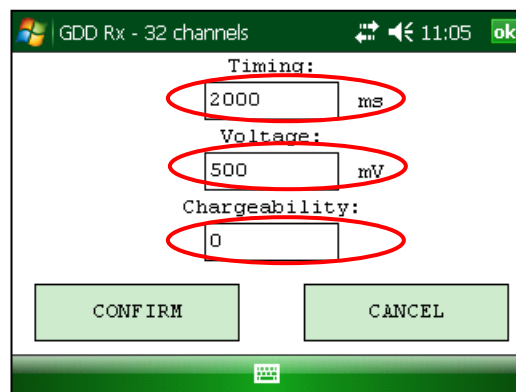 GDD Rx - 32 channels 11:05 ok
Timing:
2000 ms
Voltage:
500 mV
Chargeability:
0
CONFIRM CANCEL